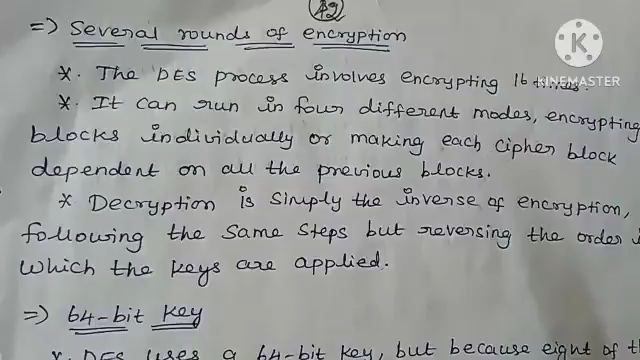 12
=> Several rounds of encryption
*. The DES process involves encrypting 16 times.
K
KINEMASTER
*. It can run in four different modes, encrypting
blocks individually or making each cipher block
dependent on all the previous blocks.
* Decryption is simply the inverse of encryption,
following the same steps but reversing the order
which the keys are applied.
=> 64-bit key
*. DES uses a 64-bit key, but because eight of